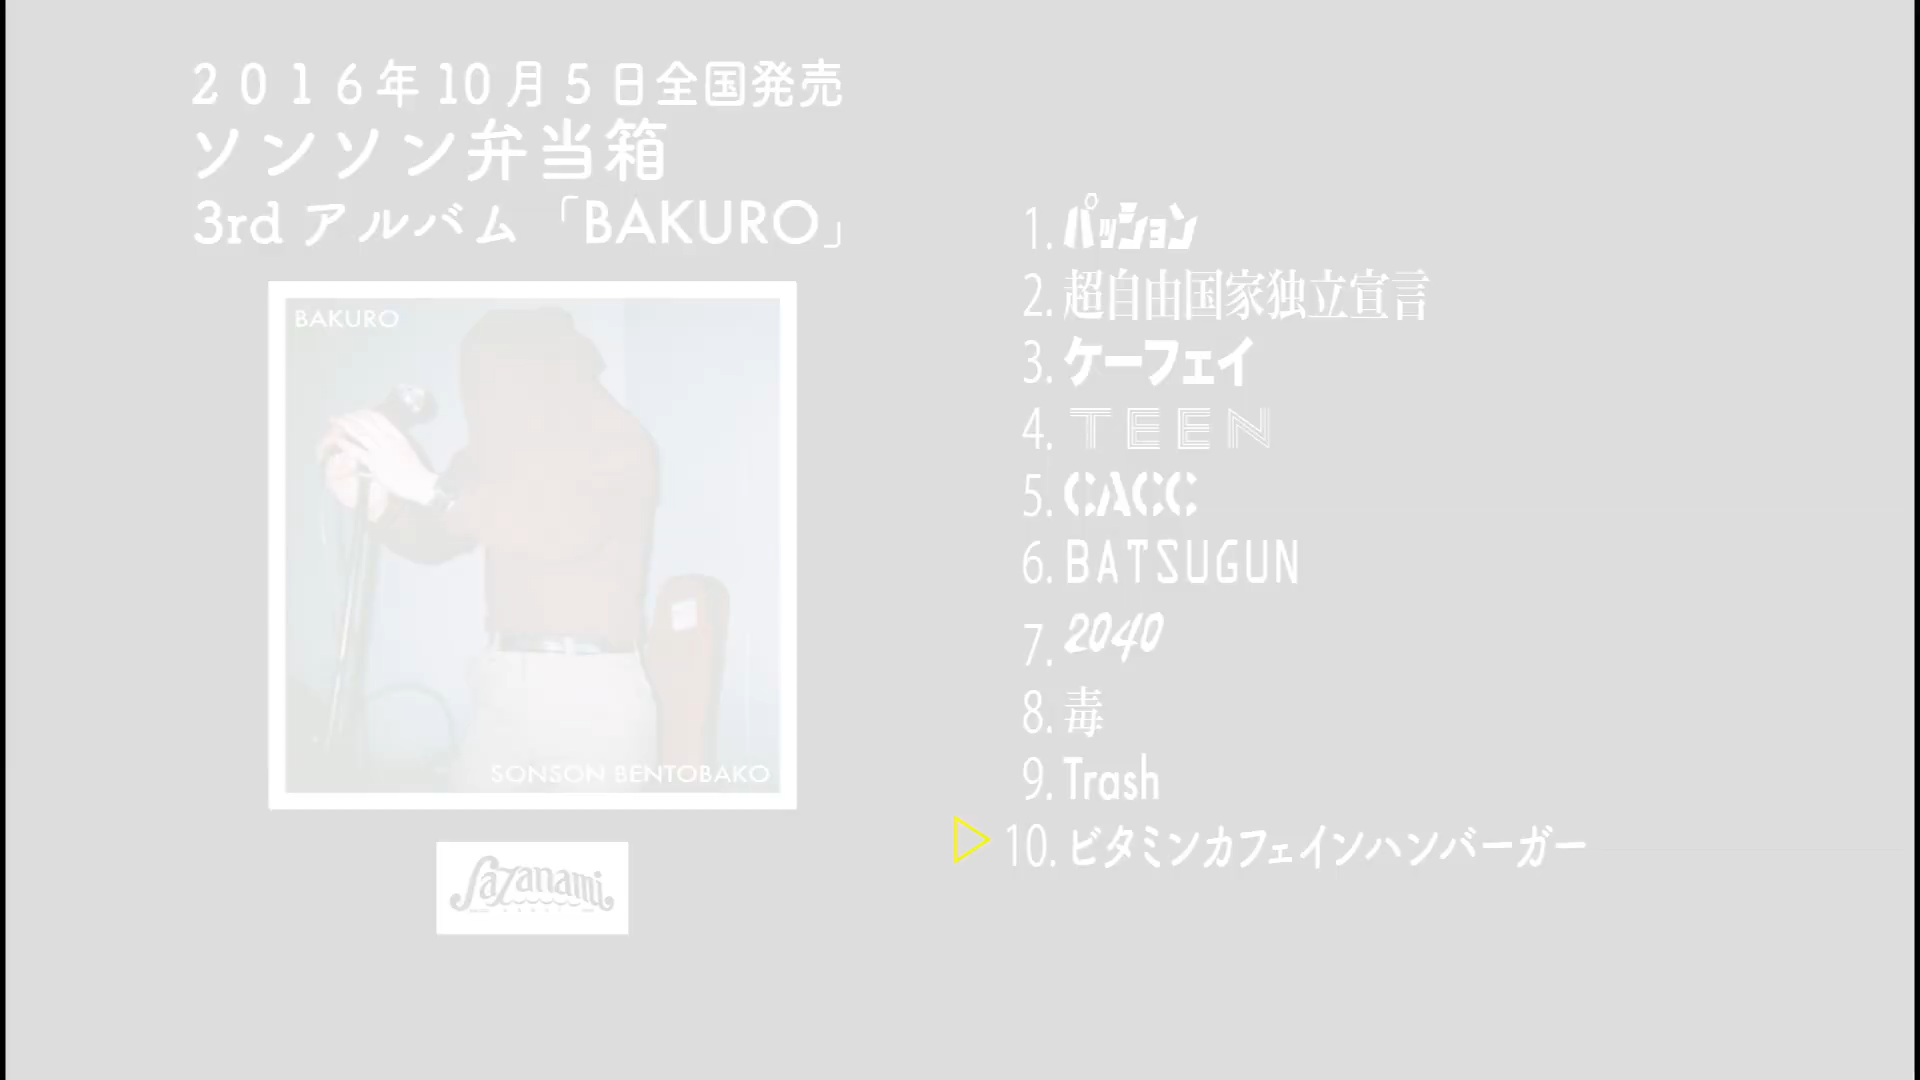 2016年10月5日全国発売
ソンソン弁当箱
3rd アルバム「BAKURO」
BAKURO
SONSON BENTOBAKO
Sazanami
1. パッション
2. 超自由国家独立宣言
3. ケーフェイ
4. TEEN
5. CACC
6. BATSUGUN
7. 2040
8. 毒
9. Trash
10. ビタミンカフェインハンバーガー